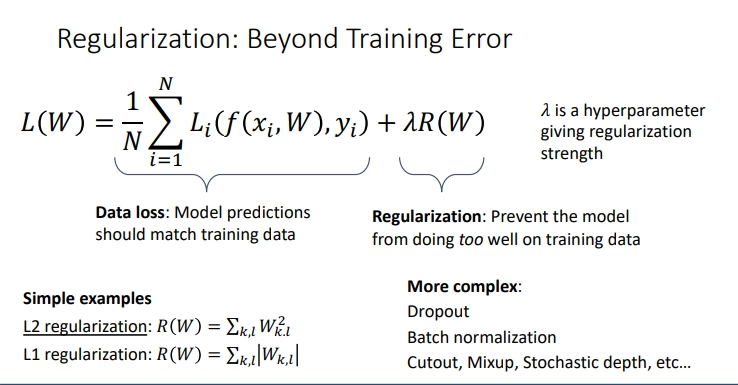 Regularization: Beyond Training Error
L(W) = \frac{1}{N} \sum_{i=1}^{N} L_i(f(x_i, W), y_i) + λR(W)
λ is a hyperparameter
giving regularization
strength
Data loss: Model predictions
should match training data
Regularization: Prevent the model
from doing too well on training data
Simple examples
L2 regularization: R(W) = \sum_{k,l} W_{k.l}^2
L1 regularization: R(W) = \sum_{k,l} |W_{k,l}|
More complex:
Dropout
Batch normalization
Cutout, Mixup, Stochastic depth, etc...